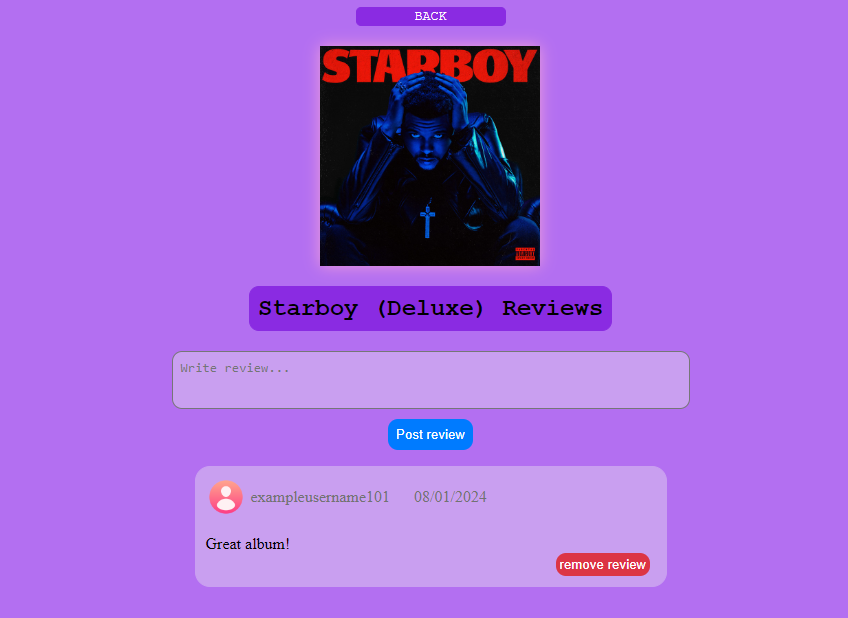 BACK
STARBOY
Starboy (Deluxe) Reviews
Write review...
Post review
exampleusername101 08/01/2024
Great album!
remove review